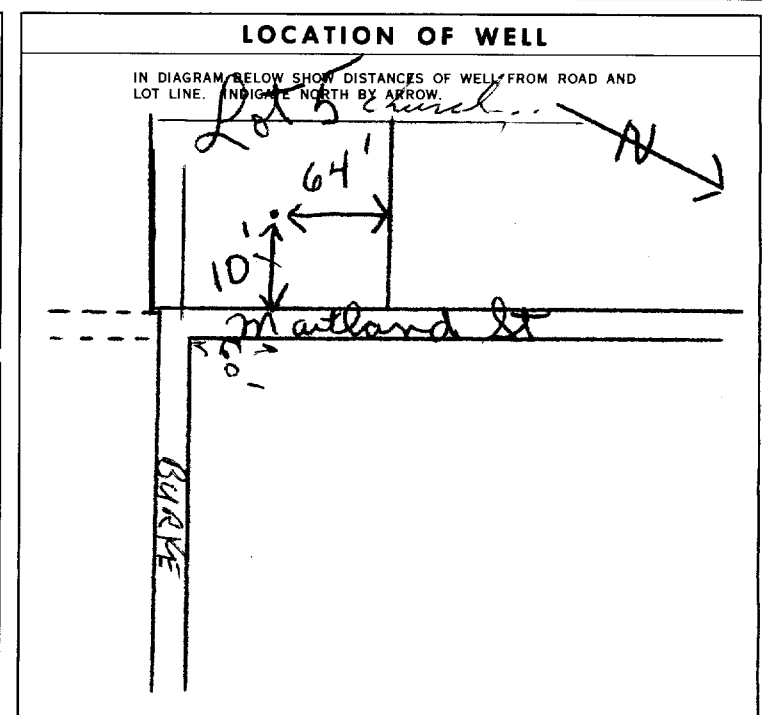 LOCATION OF WELL
IN DIAGRAM BELOW SHOW DISTANCES OF WELL FROM ROAD AND
LOT LINE. INDICATE NORTH BY ARROW.
Lot 5 church
N
64'
10'
Maitland St
60'
BURKE